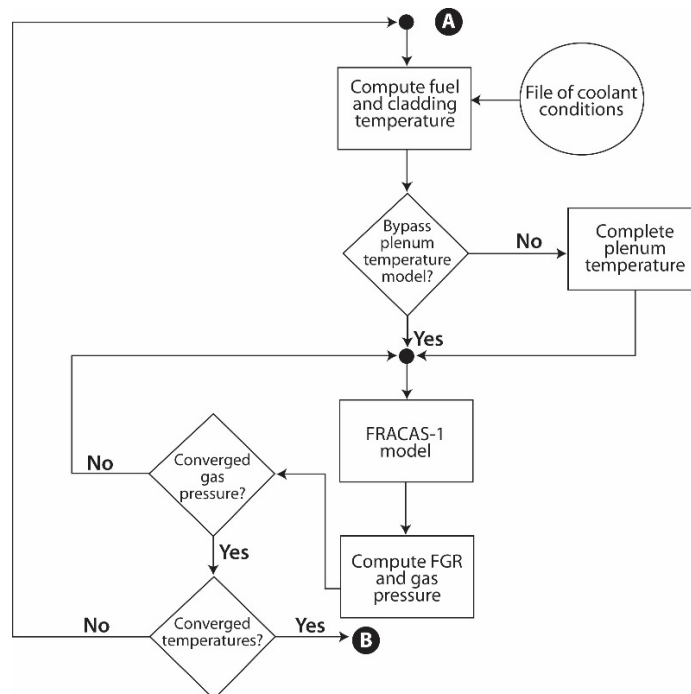 A
Compute fuel
and cladding
temperature
File of coolant
conditions
Bypass
plenum
temperature
model?
No
Complete
plenum
temperature
Yes
FRACAS-1
model
No
Converged
gas
pressure?
Yes
Compute FGR
and gas
pressure
No
Converged
temperatures?
Yes
B